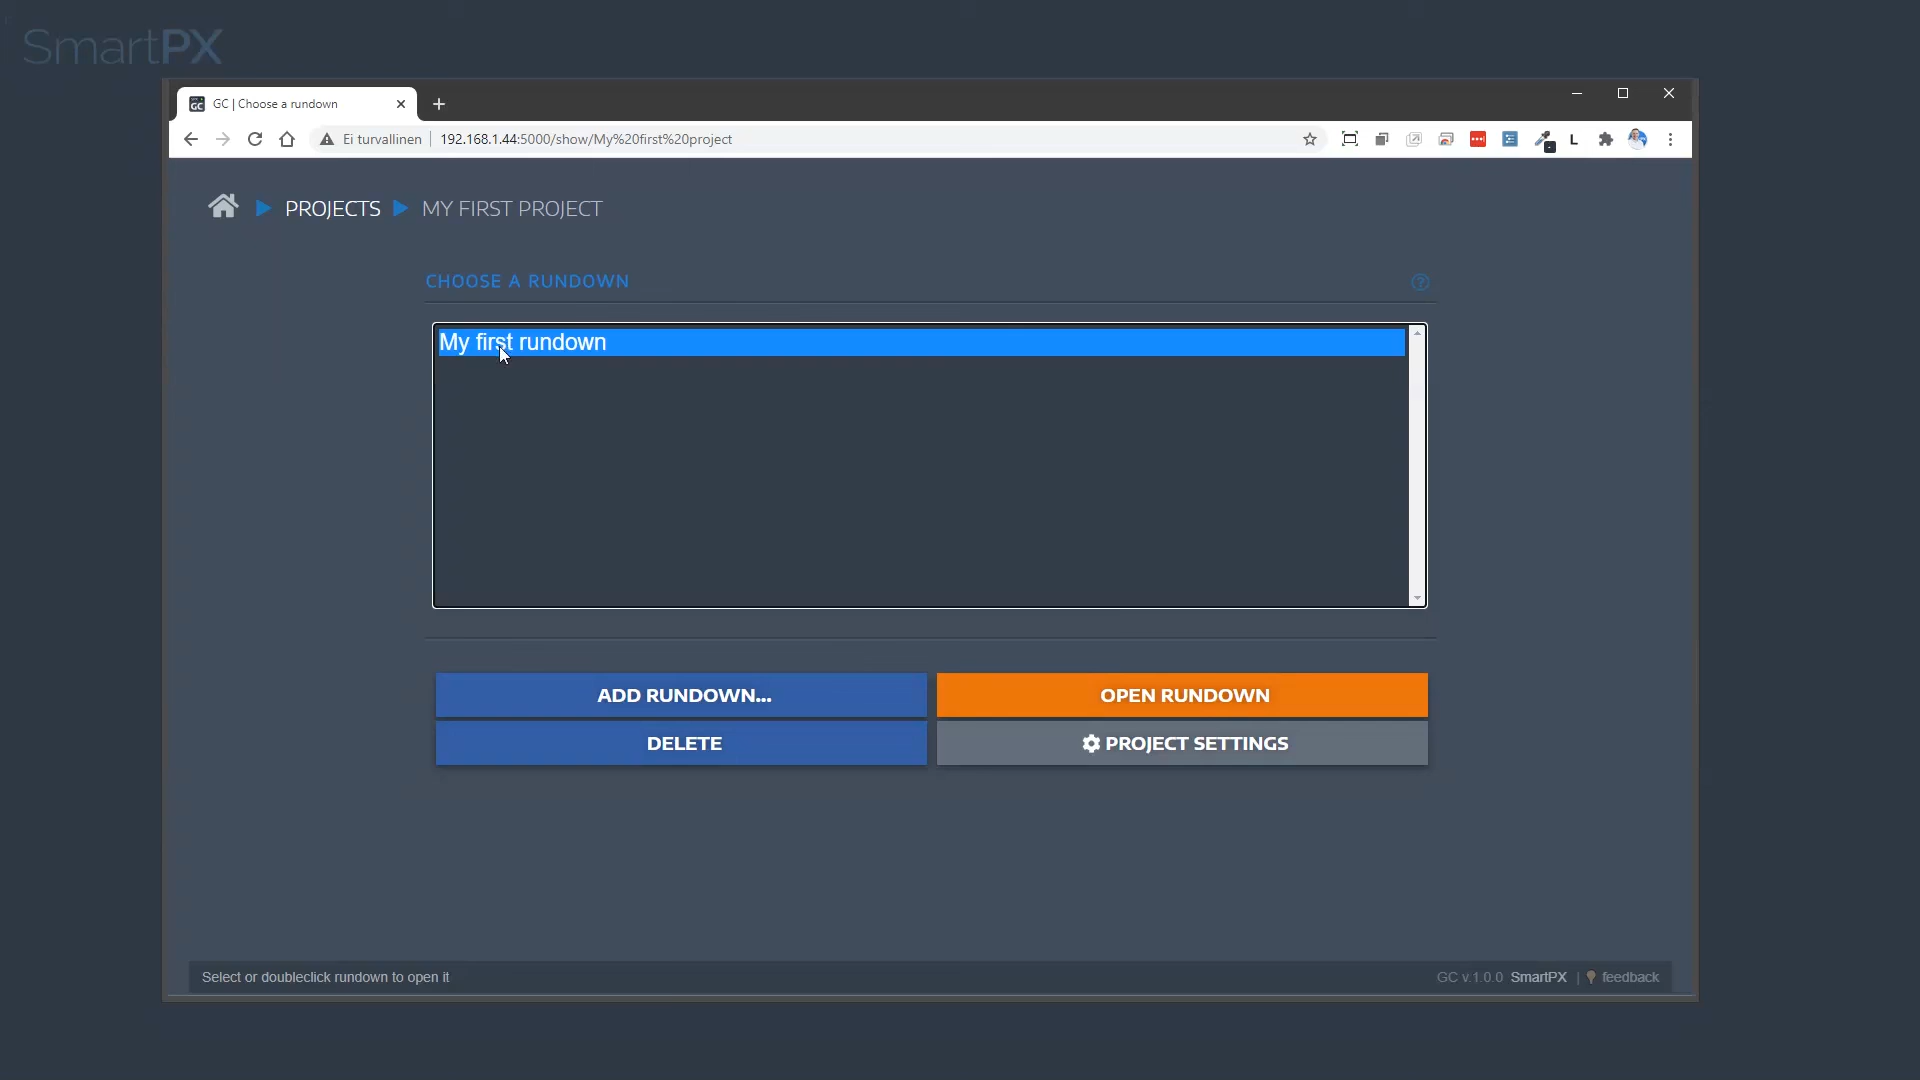 SmartPX
GC | Choose a rundown
Ei turvallinen 192.168.1.44:5000/show/My%20first%20project
L
PROJECTS MY FIRST PROJECT
CHOOSE A RUNDOWN
My first rundown
ADD RUNDOWN...
OPEN RUNDOWN
DELETE
PROJECT SETTINGS
Select or doubleclick rundown to open it
GC v.1.0.0 SmartPX | feedback